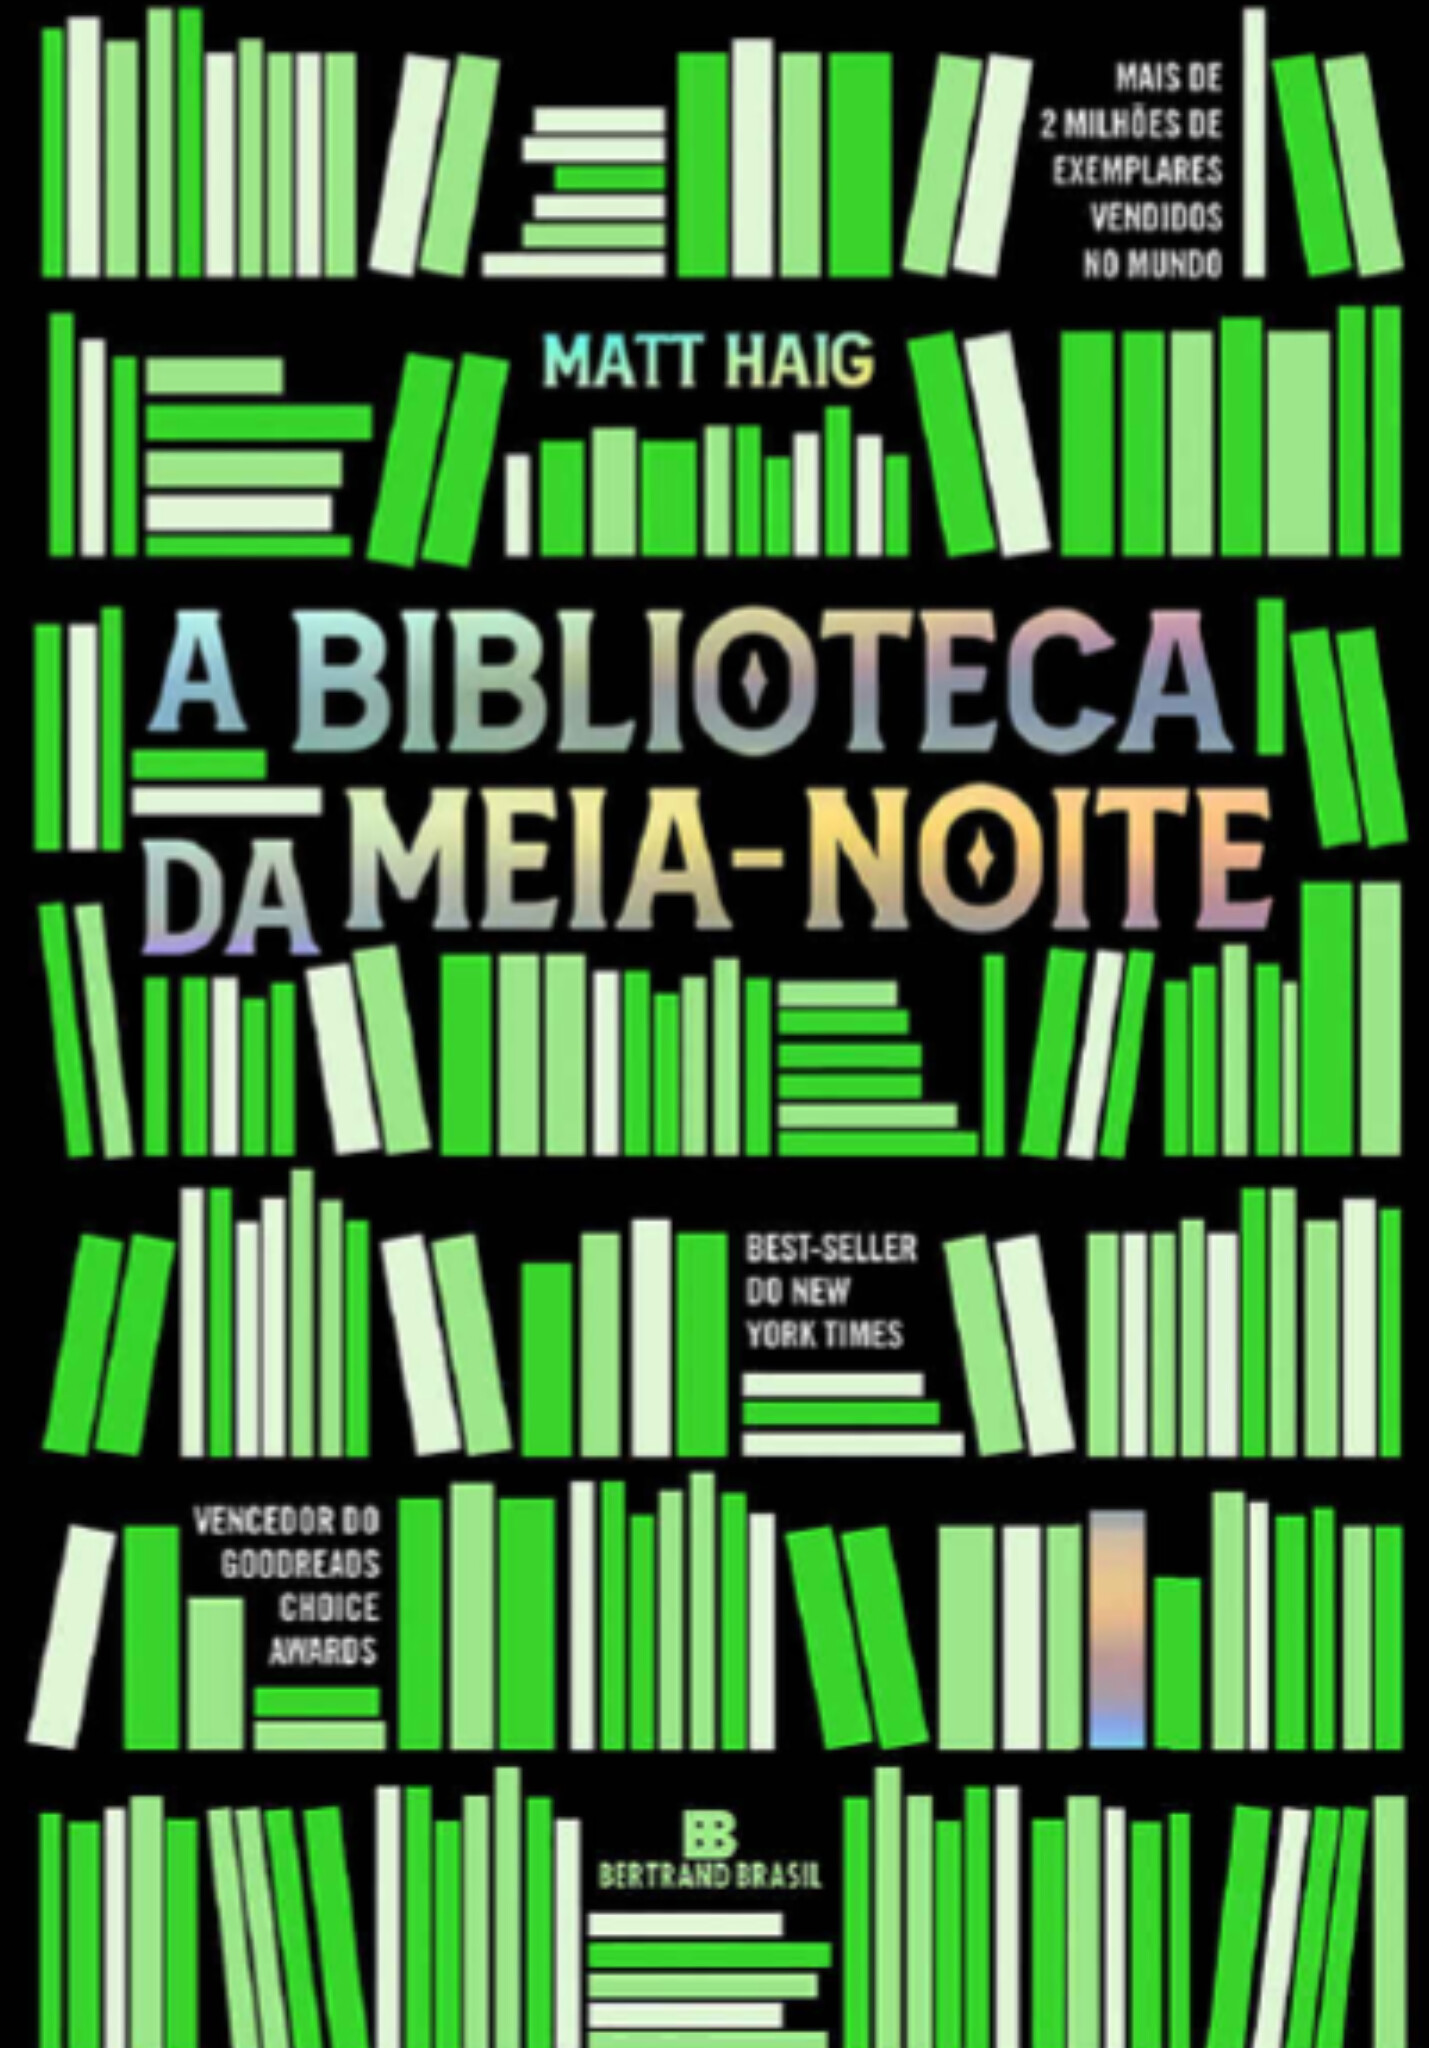 MAIS DE
2 MILHÕES DE
EXEMPLARES
VENDIDOS
NO MUNDO
MATT HAIG
A BIBLIOTECA
DA MEIA-NOITE
BEST-SELLER
DO NEW
YORK TIMES
VENCEDOR DO
GOODREADS
CHOICE
AWARDS
BB
BERTRAND BRASIL